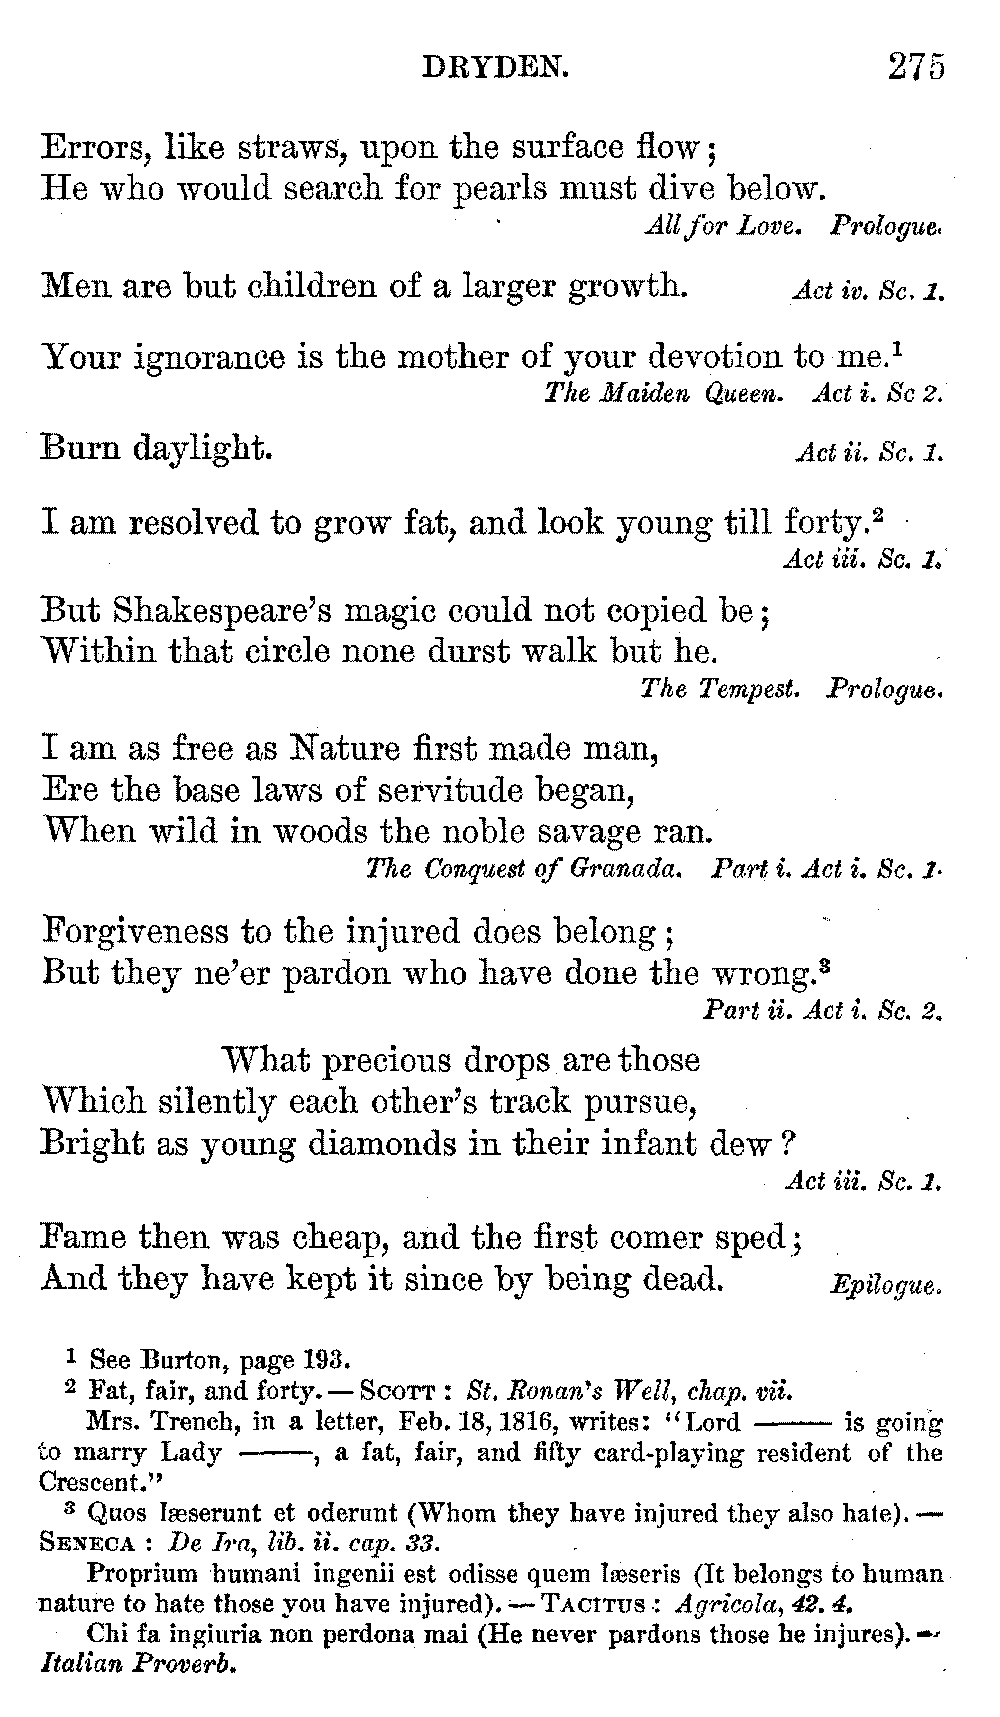 DRYDEN. 275
Errors, like straws, upon the surface flow;
He who would search for pearls must dive below.
All for Love. Prologue.
Men are but children of a larger growth. Act iv. Sc. 1.
Your ignorance is the mother of your devotion to me.¹
The Maiden Queen. Act i. Sc 2.
Burn daylight. Act ii. Sc. 1.
I am resolved to grow fat, and look young till forty.²
Act iii. Sc. 1.
But Shakespeare's magic could not copied be;
Within that circle none durst walk but he.
The Tempest. Prologue.
I am as free as Nature first made man,
Ere the base laws of servitude began,
When wild in woods the noble savage ran.
The Conquest of Granada. Part i. Act i. Sc. 1.
Forgiveness to the injured does belong;
But they ne'er pardon who have done the wrong.³
Part ii. Act i. Sc. 2.
What precious drops are those
Which silently each other's track pursue,
Bright as young diamonds in their infant dew?
Act iii. Sc. 1.
Fame then was cheap, and the first comer sped;
And they have kept it since by being dead. Epilogue.
¹ See Burton, page 193.
² Fat, fair, and forty. — SCOTT: St. Ronan's Well, chap. vii.
Mrs. Trench, in a letter, Feb. 18, 1816, writes: "Lord —— is going
to marry Lady ——, a fat, fair, and fifty card-playing resident of the
Crescent."
³ Quos læserunt et oderunt (Whom they have injured they also hate). —
SENECA: De Ira, lib. ii. cap. 33.
Proprium humani ingenii est odisse quem læseris (It belongs to human
nature to hate those you have injured). — TACITUS: Agricola, 42. 4.
Chi fa ingiuria non perdona mai (He never pardons those he injures). —
Italian Proverb.